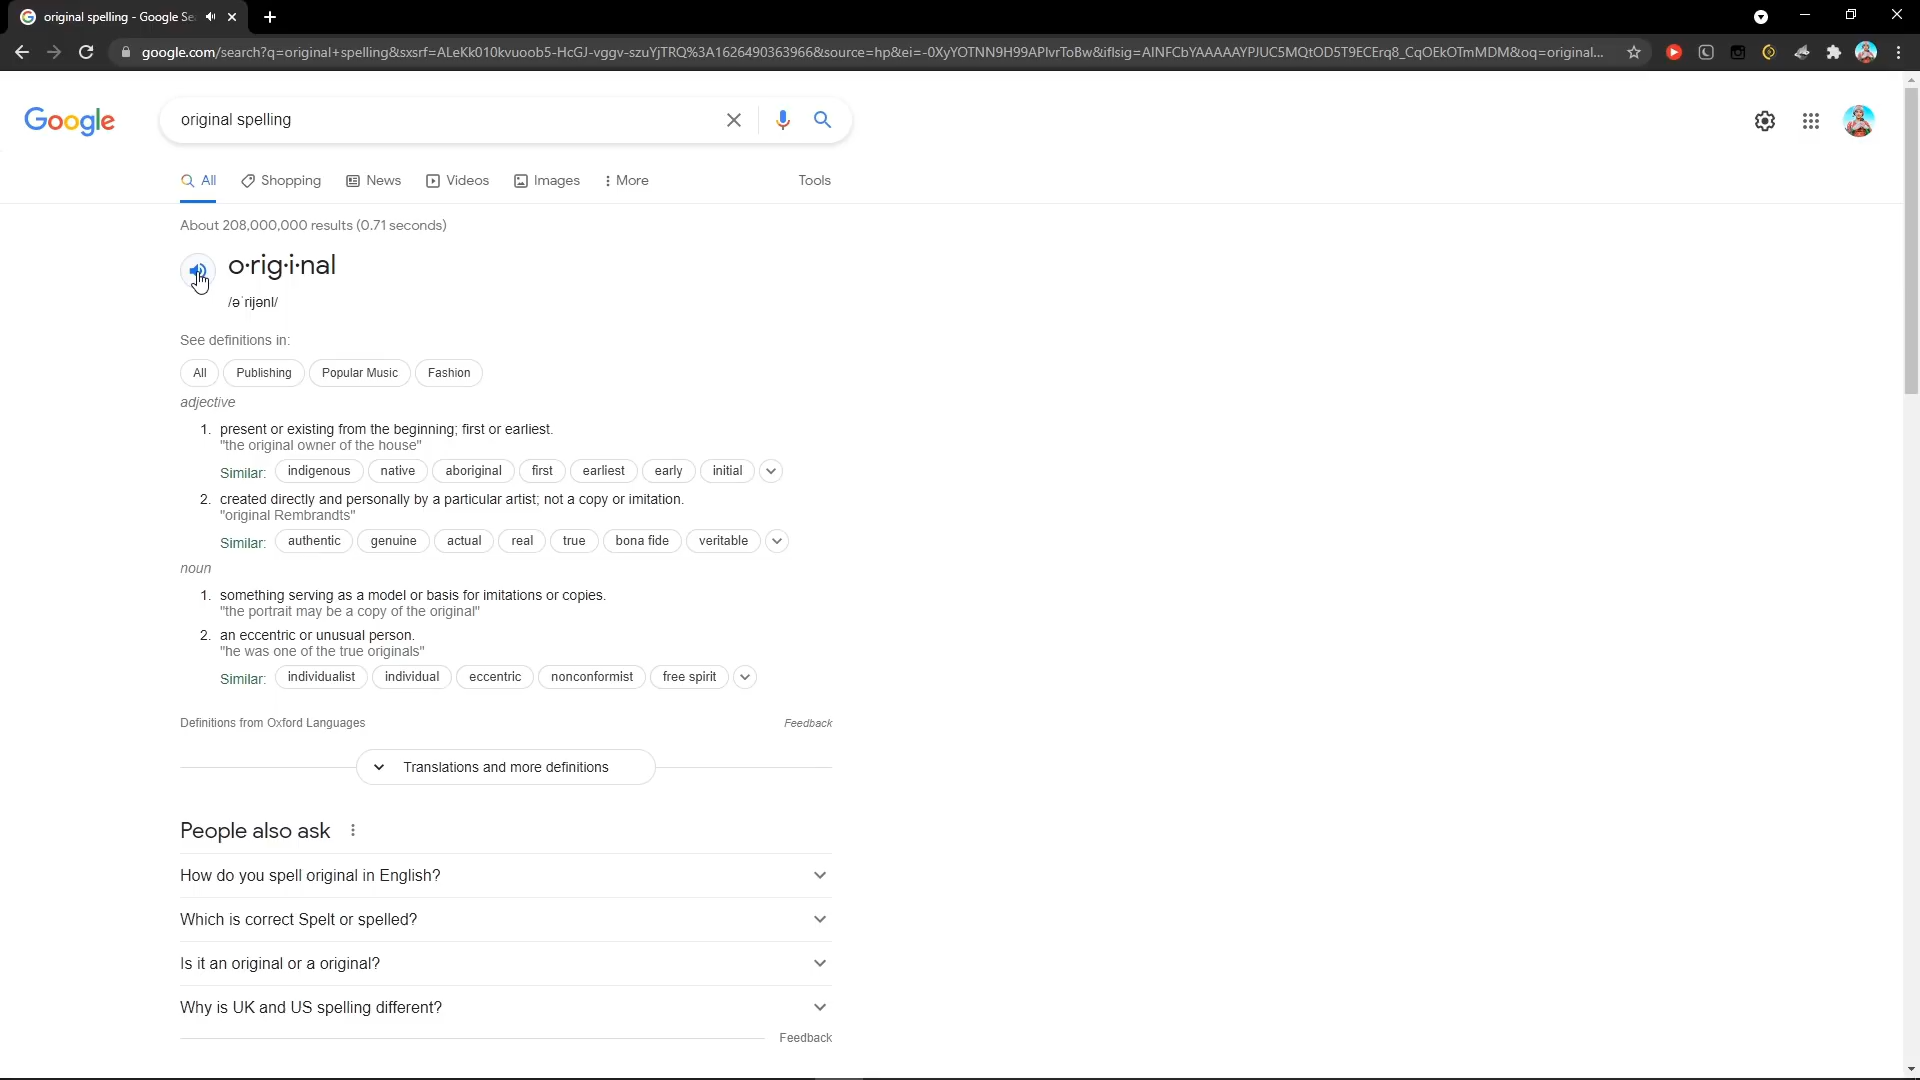 original spelling - Google Se
google.com/search?q=original+spelling&sxsrf=ALeKk010kvuoob5-HcGJ-vggv-szuYjTRQ%3A1626490363966&source=hp&ei=-0XyYOTNN9H99APlvrToBw&iflsig=AINFCbYAAAAAYPJUC5MQtOD5T9ECErq8_CqOEkOTmMDM&oq=original...
Google
original spelling
All Shopping News Videos Images More Tools
About 208,000,000 results (0.71 seconds)
o·rig·i·nal
/əˈrijənl/
See definitions in:
All Publishing Popular Music Fashion
adjective
1. present or existing from the beginning; first or earliest.
"the original owner of the house"
Similar: indigenous native aboriginal first earliest early initial
2. created directly and personally by a particular artist; not a copy or imitation.
"original Rembrandts"
Similar: authentic genuine actual real true bona fide veritable
noun
1. something serving as a model or basis for imitations or copies.
"the portrait may be a copy of the original"
2. an eccentric or unusual person.
"he was one of the true originals"
Similar: individualist individual eccentric nonconformist free spirit
Definitions from Oxford Languages Feedback
Translations and more definitions
People also ask
How do you spell original in English?
Which is correct Spelt or spelled?
Is it an original or a original?
Why is UK and US spelling different?
Feedback